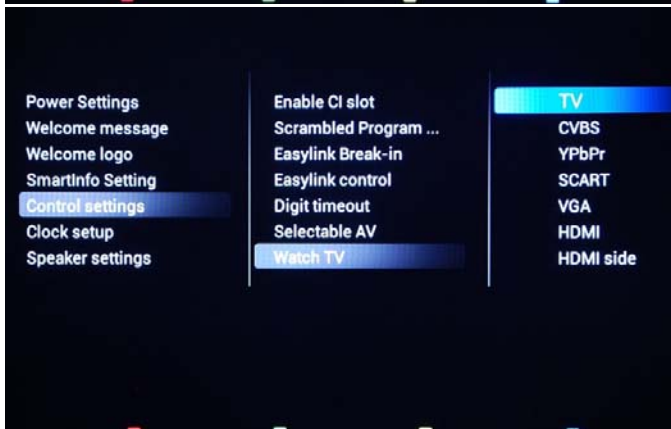 Power Settings
Welcome message
Welcome logo
SmartInfo Setting
Control settings
Clock setup
Speaker settings
Enable CI slot
Scrambled Program ...
Easylink Break-in
Easylink control
Digit timeout
Selectable AV
Watch TV
TV
CVBS
YPbPr
SCART
VGA
HDMI
HDMI side